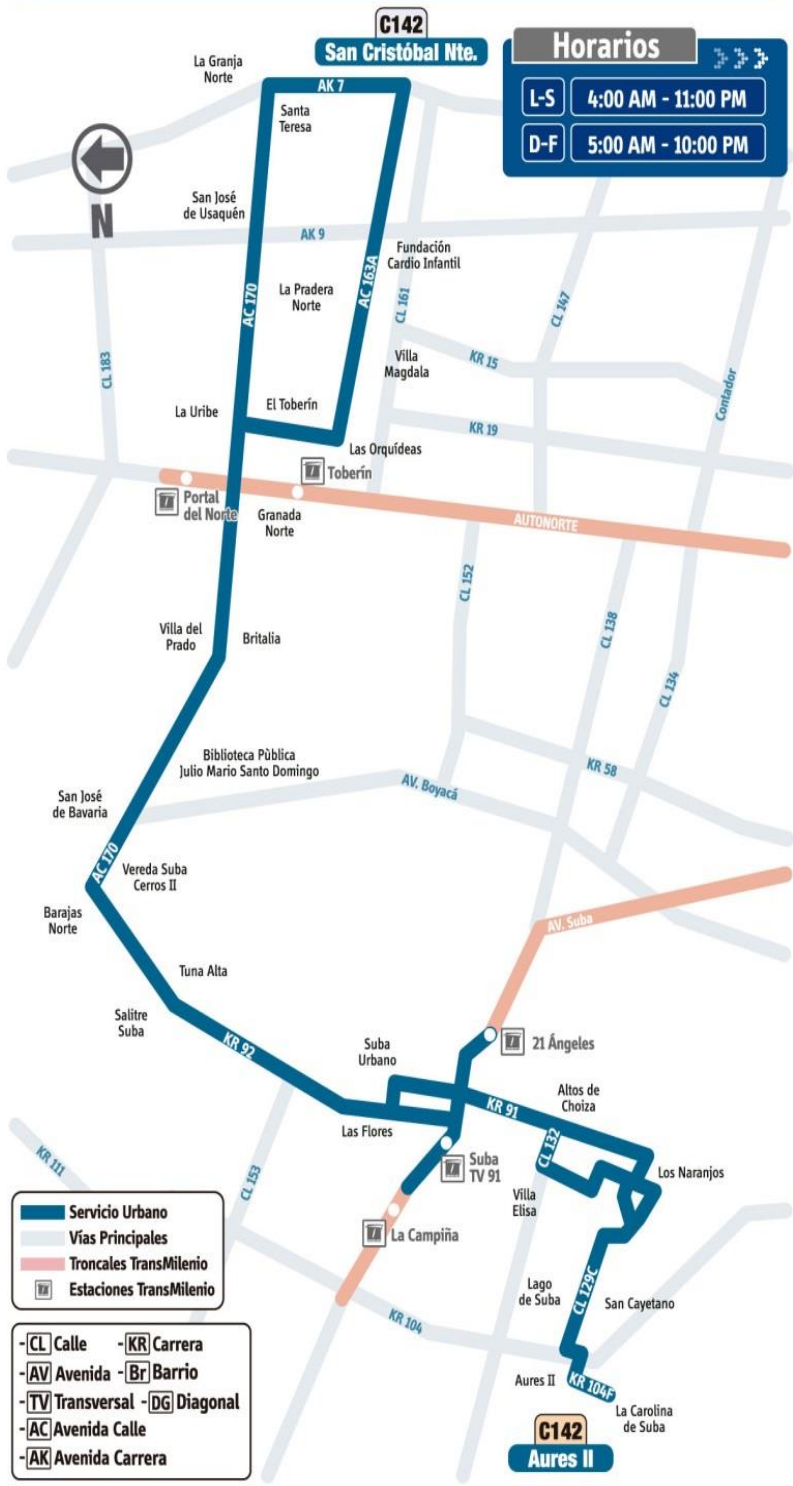 C142
San Cristóbal Nte.
Horarios
L-S 4:00 AM - 11:00 PM
D-F 5:00 AM - 10:00 PM
La Granja
Norte
AK 7
Santa
Teresa
N
San José
de Usaquén
AK 9
Fundación
Cardio Infantil
AC 170
La Pradera
Norte
AC 163A
CL 161
CL 147
CL 183
Villa
Magdala
KR 15
Contador
La Uribe
El Toberín
KR 19
Las Orquídeas
Toberín
Portal
del Norte
Granada
Norte
AUTONORTE
CL 152
CL 138
Villa del
Prado
Britalia
CL 134
Biblioteca Pùblica
Julio Mario Santo Domingo
KR 58
AV. Boyacá
San José
de Bavaria
AC 170
Vereda Suba
Cerros II
Barajas
Norte
AV. Suba
Tuna Alta
Salitre
Suba
KR 92
Suba
Urbano
21 Ángeles
Altos de
Choiza
KR 91
Las Flores
CL 132
KR 111
CL 153
Suba
TV 91
Los Naranjos
Villa
Elisa
La Campiña
Lago
de Suba
CL 129C
San Cayetano
KR 104
Aures II
KR 104F
La Carolina
de Suba
C142
Aures II
Servicio Urbano
Vías Principales
Troncales TransMilenio
Estaciones TransMilenio
-CL Calle -KR Carrera
-AV Avenida -Br Barrio
-TV Transversal -DG Diagonal
-AC Avenida Calle
-AK Avenida Carrera